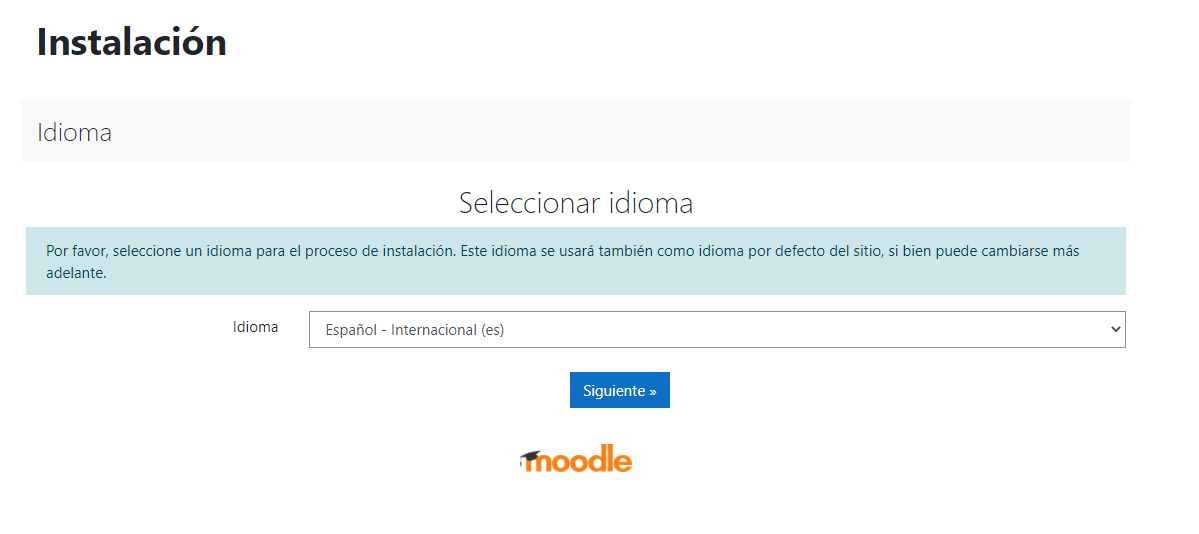 Instalación
Idioma
Seleccionar idioma
Por favor, seleccione un idioma para el proceso de instalación. Este idioma se usará también como idioma por defecto del sitio, si bien puede cambiarse más
adelante.
Idioma
Español - Internacional (es)
Siguiente »
moodle